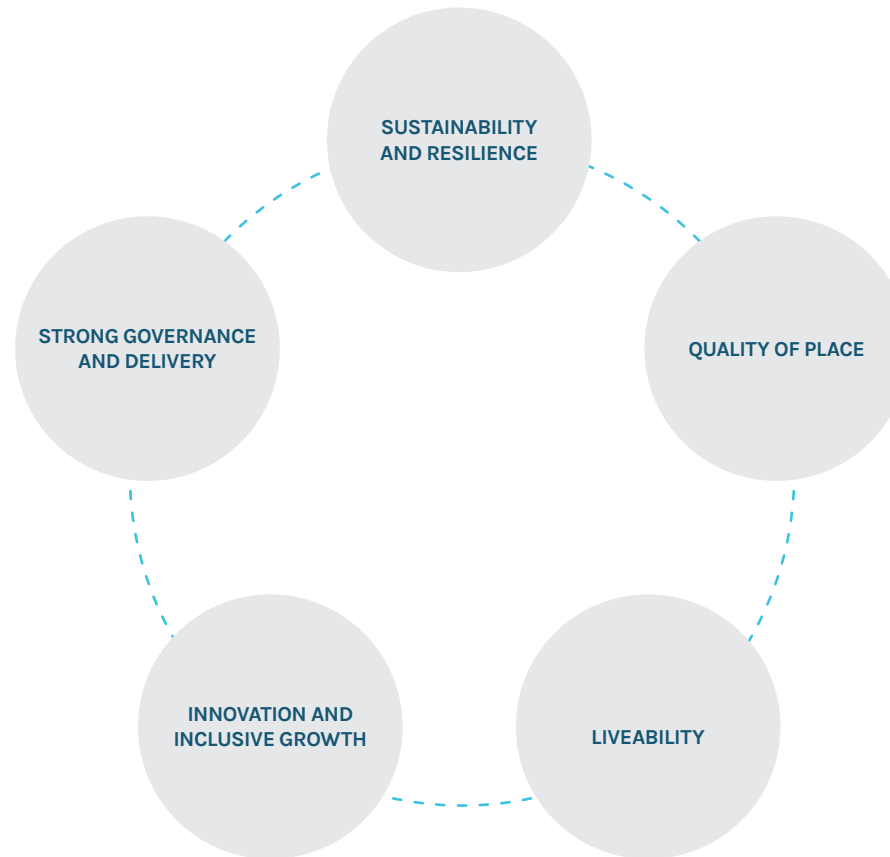 SUSTAINABILITY
AND RESILIENCE
STRONG GOVERNANCE
AND DELIVERY
QUALITY OF PLACE
INNOVATION AND
INCLUSIVE GROWTH
LIVEABILITY